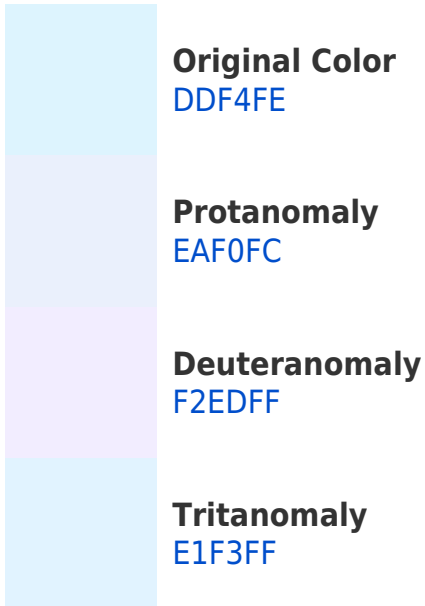 Original Color
DDF4FE
Protanomaly
EAF0FC
Deuteranomaly
F2EDFF
Tritanomaly
E1F3FF